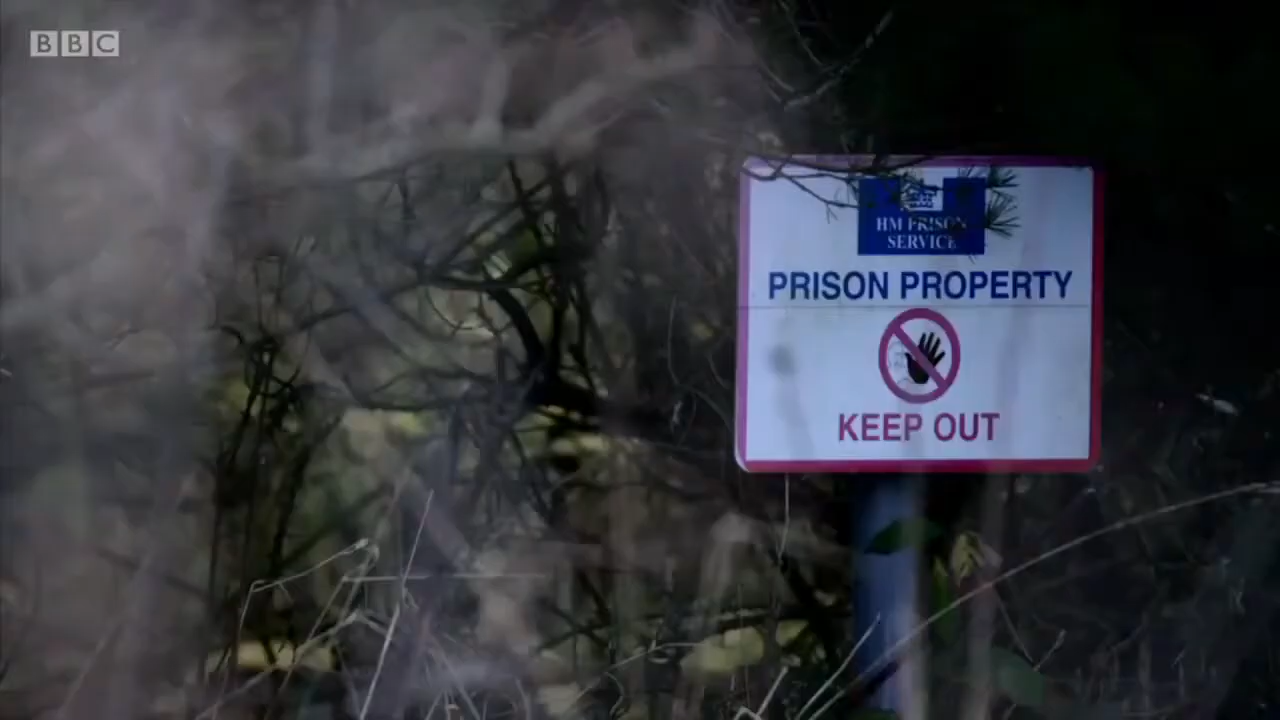 BBC
HM PRISON
SERVICE
PRISON PROPERTY
KEEP OUT